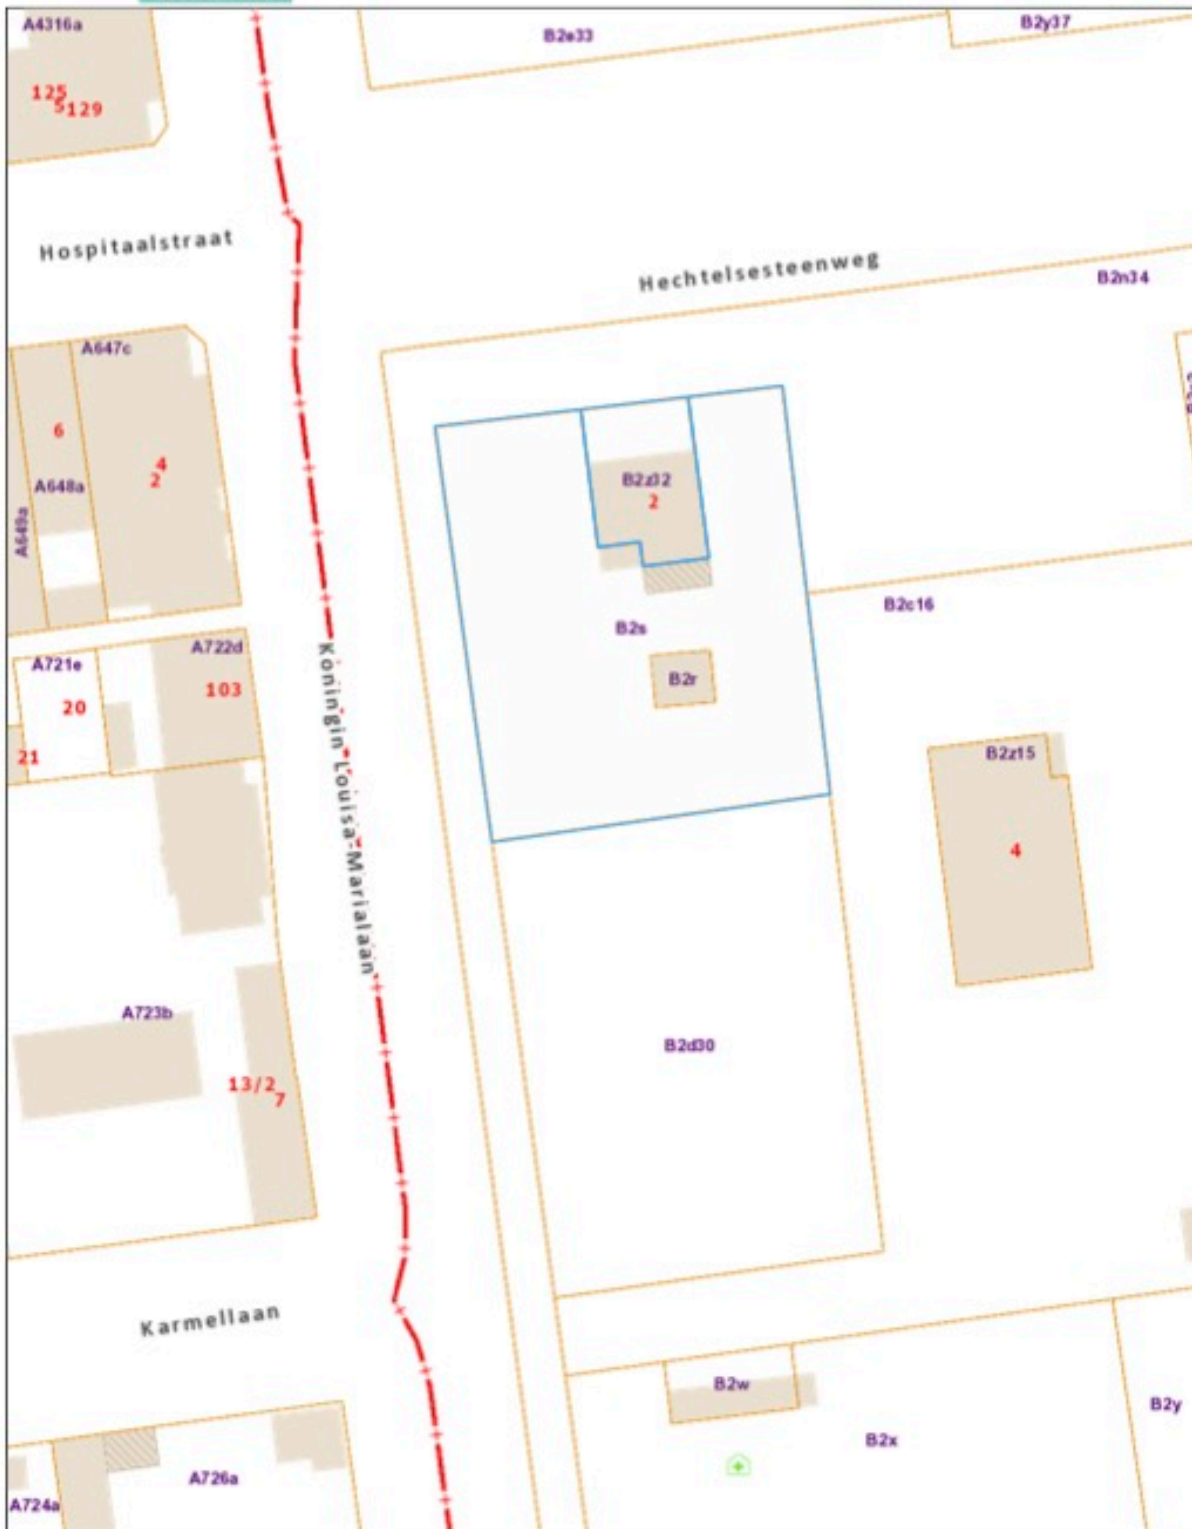 A4316a
B2e33
B2y37
125
5
129
Hospitaalstraat
Hechtelsesteenweg
B2n34
A647c
6
4
2
A648a
A649a
B2z32
2
B2s
B2c16
A721e
A722d
20
103
21
B2r
Koningin Louisa-Marialaan
B2z15
4
A723b
B2d30
13/2
7
Karmellaan
B2w
B2y
B2x
A726a
A724a